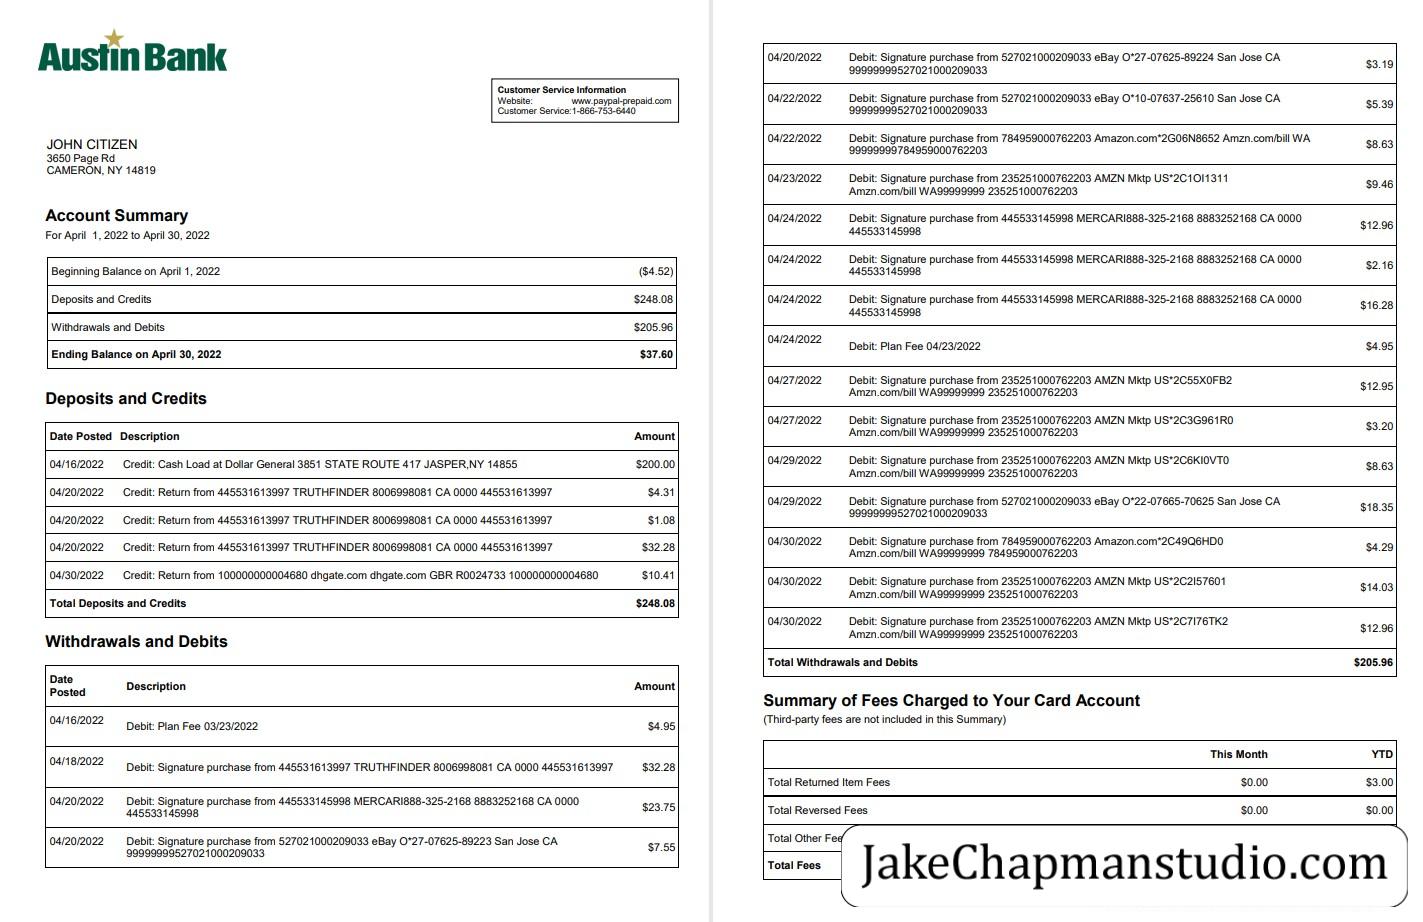 Austin Bank
Customer Service Information
Website: www.paypal-prepaid.com
Customer Service:1-866-753-6440
JOHN CITIZEN
3650 Page Rd
CAMERON, NY 14819
Account Summary
For April 1, 2022 to April 30, 2022
Beginning Balance on April 1, 2022 ($4.52)
Deposits and Credits $248.08
Withdrawals and Debits $205.96
Ending Balance on April 30, 2022 $37.60
Deposits and Credits
Date Posted Description Amount
04/16/2022 Credit: Cash Load at Dollar General 3851 STATE ROUTE 417 JASPER,NY 14855 $200.00
04/20/2022 Credit: Return from 445531613997 TRUTHFINDER 8006998081 CA 0000 445531613997 $4.31
04/20/2022 Credit: Return from 445531613997 TRUTHFINDER 8006998081 CA 0000 445531613997 $1.08
04/20/2022 Credit: Return from 445531613997 TRUTHFINDER 8006998081 CA 0000 445531613997 $32.28
04/30/2022 Credit: Return from 100000000004680 dhgate.com dhgate.com GBR R0024733 100000000004680 $10.41
Total Deposits and Credits $248.08
Withdrawals and Debits
Date
Posted Description Amount
04/16/2022 Debit: Plan Fee 03/23/2022 $4.95
04/18/2022 Debit: Signature purchase from 445531613997 TRUTHFINDER 8006998081 CA 0000 445531613997 $32.28
04/20/2022 Debit: Signature purchase from 445533145998 MERCARI888-325-2168 8883252168 CA 0000
445533145998 $23.75
04/20/2022 Debit: Signature purchase from 527021000209033 eBay O*27-07625-89223 San Jose CA
99999999527021000209033 $7.55
04/20/2022 Debit: Signature purchase from 527021000209033 eBay O*27-07625-89224 San Jose CA
99999999527021000209033 $3.19
04/22/2022 Debit: Signature purchase from 527021000209033 eBay O*10-07637-25610 San Jose CA
99999999527021000209033 $5.39
04/22/2022 Debit: Signature purchase from 784959000762203 Amazon.com*2G06N8652 Amzn.com/bill WA
99999999784959000762203 $8.63
04/23/2022 Debit: Signature purchase from 235251000762203 AMZN Mktp US*2C1OI1311
Amzn.com/bill WA99999999 235251000762203 $9.46
04/24/2022 Debit: Signature purchase from 445533145998 MERCARI888-325-2168 8883252168 CA 0000
445533145998 $12.96
04/24/2022 Debit: Signature purchase from 445533145998 MERCARI888-325-2168 8883252168 CA 0000
445533145998 $2.16
04/24/2022 Debit: Signature purchase from 445533145998 MERCARI888-325-2168 8883252168 CA 0000
445533145998 $16.28
04/24/2022 Debit: Plan Fee 04/23/2022 $4.95
04/27/2022 Debit: Signature purchase from 235251000762203 AMZN Mktp US*2C55X0FB2
Amzn.com/bill WA99999999 235251000762203 $12.95
04/27/2022 Debit: Signature purchase from 235251000762203 AMZN Mktp US*2C3G961R0
Amzn.com/bill WA99999999 235251000762203 $3.20
04/29/2022 Debit: Signature purchase from 235251000762203 AMZN Mktp US*2C6KI0VT0
Amzn.com/bill WA99999999 235251000762203 $8.63
04/29/2022 Debit: Signature purchase from 527021000209033 eBay O*22-07665-70625 San Jose CA
99999999527021000209033 $18.35
04/30/2022 Debit: Signature purchase from 784959000762203 Amazon.com*2C49Q6HD0
Amzn.com/bill WA99999999 784959000762203 $4.29
04/30/2022 Debit: Signature purchase from 235251000762203 AMZN Mktp US*2C2I57601
Amzn.com/bill WA99999999 235251000762203 $14.03
04/30/2022 Debit: Signature purchase from 235251000762203 AMZN Mktp US*2C7I76TK2
Amzn.com/bill WA99999999 235251000762203 $12.96
Total Withdrawals and Debits $205.96
Summary of Fees Charged to Your Card Account
(Third-party fees are not included in this Summary)
This Month YTD
Total Returned Item Fees $0.00 $3.00
Total Reversed Fees $0.00 $0.00
Total Other Fee
Total Fees
JakeChapmanstudio.com